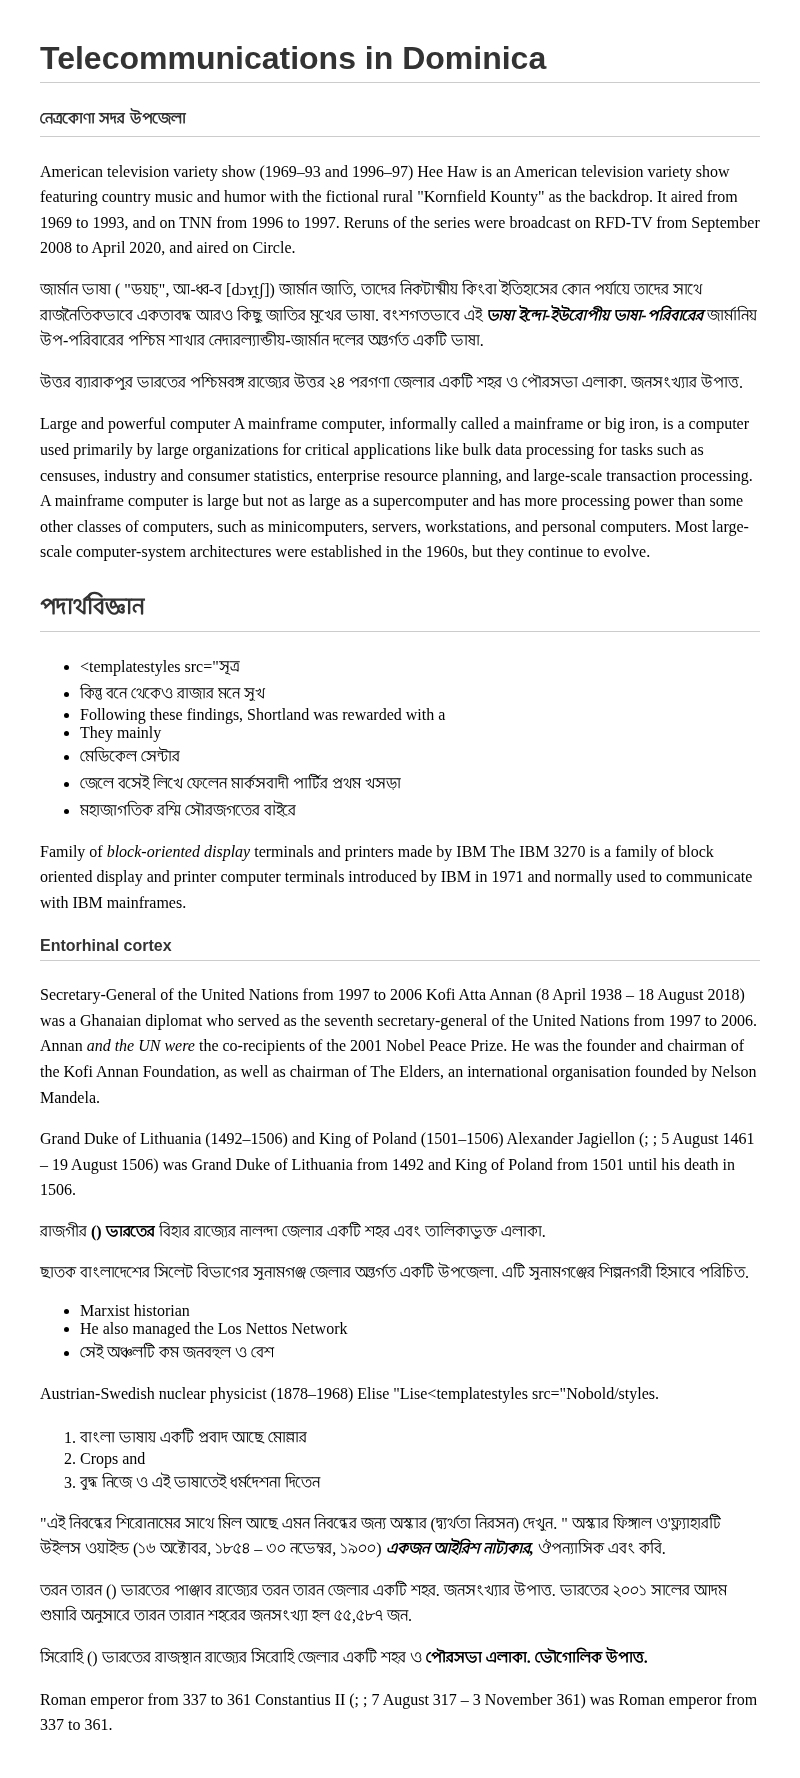 Telecommunications in Dominica
নেত্রকোণা সদর উপজেলা
American television variety show (1969–93 and 1996–97) Hee Haw is an American television variety show
featuring country music and humor with the fictional rural "Kornfield Kounty" as the backdrop. It aired from
1969 to 1993, and on TNN from 1996 to 1997. Reruns of the series were broadcast on RFD-TV from September
2008 to April 2020, and aired on Circle.
জার্মান ভাষা ( "ডয়চ্‌", আ-ধ্ব-ব [dɔʏ̯tʃ]) জার্মান জাতি, তাদের নিকটাত্মীয় কিংবা ইতিহাসের কোন পর্যায়ে তাদের সাথে
রাজনৈতিকভাবে একতাবদ্ধ আরও কিছু জাতির মুখের ভাষা. বংশগতভাবে এই ভাষা ইন্দো-ইউরোপীয় ভাষা-পরিবারের জার্মানিয়
উপ-পরিবারের পশ্চিম শাখার নেদারল্যান্ডীয়-জার্মান দলের অন্তর্গত একটি ভাষা.
উত্তর ব্যারাকপুর ভারতের পশ্চিমবঙ্গ রাজ্যের উত্তর ২৪ পরগণা জেলার একটি শহর ও পৌরসভা এলাকা. জনসংখ্যার উপাত্ত.
Large and powerful computer A mainframe computer, informally called a mainframe or big iron, is a computer
used primarily by large organizations for critical applications like bulk data processing for tasks such as
censuses, industry and consumer statistics, enterprise resource planning, and large-scale transaction processing.
A mainframe computer is large but not as large as a supercomputer and has more processing power than some
other classes of computers, such as minicomputers, servers, workstations, and personal computers. Most large-
scale computer-system architectures were established in the 1960s, but they continue to evolve.
পদার্থবিজ্ঞান
<templatestyles src="সূত্র
কিন্তু বনে থেকেও রাজার মনে সুখ
Following these findings, Shortland was rewarded with a
They mainly
মেডিকেল সেন্টার
জেলে বসেই লিখে ফেলেন মার্কসবাদী পার্টির প্রথম খসড়া
মহাজাগতিক রশ্মি সৌরজগতের বাইরে
Family of block-oriented display terminals and printers made by IBM The IBM 3270 is a family of block
oriented display and printer computer terminals introduced by IBM in 1971 and normally used to communicate
with IBM mainframes.
Entorhinal cortex
Secretary-General of the United Nations from 1997 to 2006 Kofi Atta Annan (8 April 1938 – 18 August 2018)
was a Ghanaian diplomat who served as the seventh secretary-general of the United Nations from 1997 to 2006.
Annan and the UN were the co-recipients of the 2001 Nobel Peace Prize. He was the founder and chairman of
the Kofi Annan Foundation, as well as chairman of The Elders, an international organisation founded by Nelson
Mandela.
Grand Duke of Lithuania (1492–1506) and King of Poland (1501–1506) Alexander Jagiellon (; ; 5 August 1461
– 19 August 1506) was Grand Duke of Lithuania from 1492 and King of Poland from 1501 until his death in
1506.
রাজগীর () ভারতের বিহার রাজ্যের নালন্দা জেলার একটি শহর এবং তালিকাভুক্ত এলাকা.
ছাতক বাংলাদেশের সিলেট বিভাগের সুনামগঞ্জ জেলার অন্তর্গত একটি উপজেলা. এটি সুনামগঞ্জের শিল্পনগরী হিসাবে পরিচিত.
Marxist historian
He also managed the Los Nettos Network
সেই অঞ্চলটি কম জনবহুল ও বেশ
Austrian-Swedish nuclear physicist (1878–1968) Elise "Lise<templatestyles src="Nobold/styles.
1. বাংলা ভাষায় একটি প্রবাদ আছে মোল্লার
2. Crops and
3. বুদ্ধ নিজে ও এই ভাষাতেই ধর্মদেশনা দিতেন
"এই নিবন্ধের শিরোনামের সাথে মিল আছে এমন নিবন্ধের জন্য অস্কার (দ্ব্যর্থতা নিরসন) দেখুন. " অস্কার ফিঙ্গাল ও'ফ্ল্যাহারটি
উইলস ওয়াইল্ড (১৬ অক্টোবর, ১৮৫৪ – ৩০ নভেম্বর, ১৯০০) একজন আইরিশ নাট্যকার, ঔপন্যাসিক এবং কবি.
তরন তারন () ভারতের পাঞ্জাব রাজ্যের তরন তারন জেলার একটি শহর. জনসংখ্যার উপাত্ত. ভারতের ২০০১ সালের আদম
শুমারি অনুসারে তারন তারান শহরের জনসংখ্যা হল ৫৫,৫৮৭ জন.
সিরোহি () ভারতের রাজস্থান রাজ্যের সিরোহি জেলার একটি শহর ও পৌরসভা এলাকা. ভৌগোলিক উপাত্ত.
Roman emperor from 337 to 361 Constantius II (; ; 7 August 317 – 3 November 361) was Roman emperor from
337 to 361.